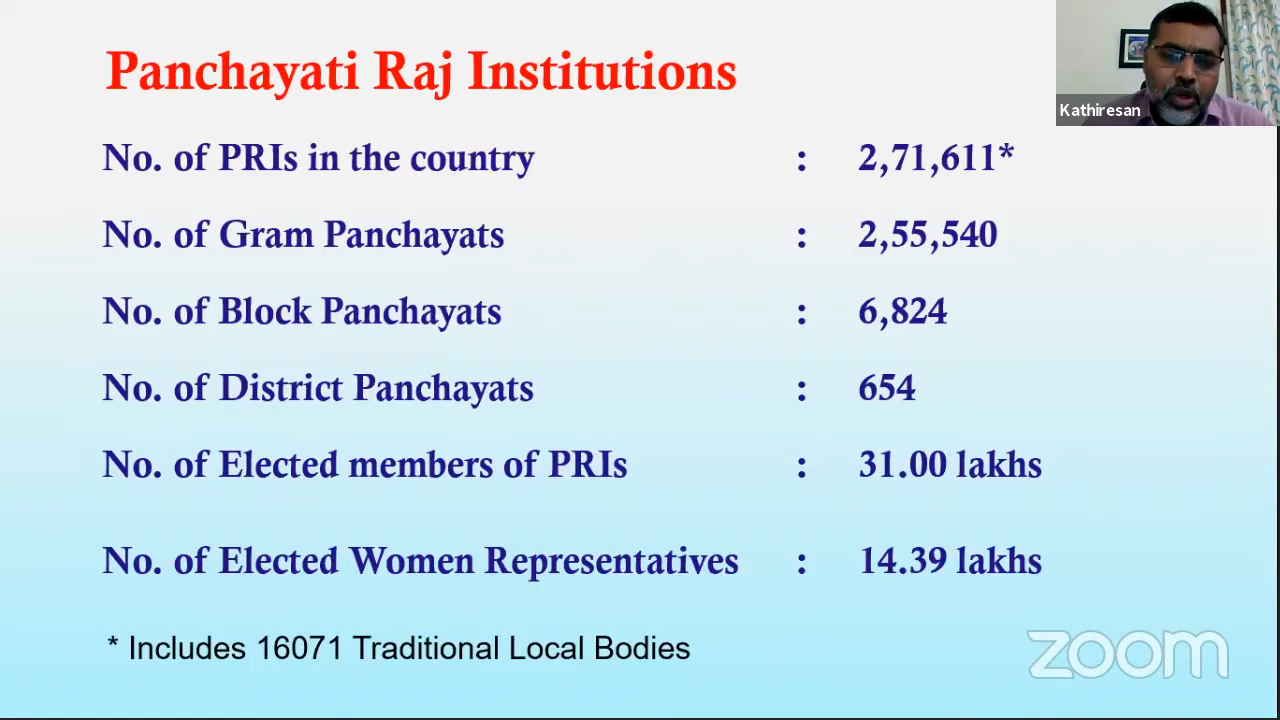 Panchayati Raj Institutions
Kathiresan
No. of PRIs in the country : 2,71,611*
No. of Gram Panchayats : 2,55,540
No. of Block Panchayats : 6,824
No. of District Panchayats : 654
No. of Elected members of PRIs : 31.00 lakhs
No. of Elected Women Representatives : 14.39 lakhs
* Includes 16071 Traditional Local Bodies
zoom